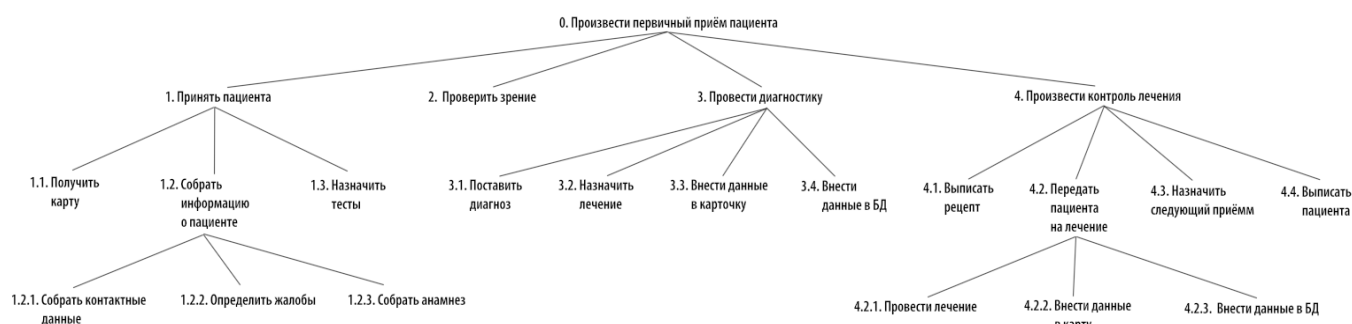 0. Произвести первичный приём пациента
1. Принять пациента
2. Проверить зрение
3. Провести диагностику
4. Произвести контроль лечения
1.1. Получить
карту
1.2. Собрать
информацию
о пациенте
1.3. Назначить
тесты
3.1. Поставить
диагноз
3.2. Назначить
лечение
3.3. Внести данные
в карточку
3.4. Внести
данные в БД
4.1. Выписать
рецепт
4.2. Передать
пациента
на лечение
4.3. Назначить
следующий приёмм
4.4. Выписать
пациента
1.2.1. Собрать контактные
данные
1.2.2. Определить жалобы
1.2.3. Собрать анамнез
4.2.1. Провести лечение
4.2.2. Внести данные
в карту
4.2.3. Внести данные в БД